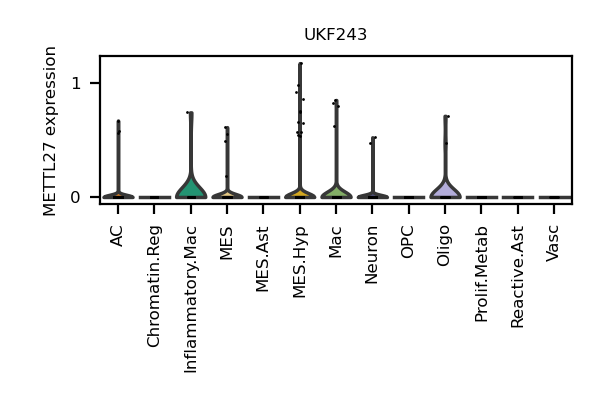 UKF243
METTL27 expression
1
0
AC
Chromatin.Reg
Inflammatory.Mac
MES
MES.Ast
MES.Hyp
Mac
Neuron
OPC
Oligo
Prolif.Metab
Reactive.Ast
Vasc